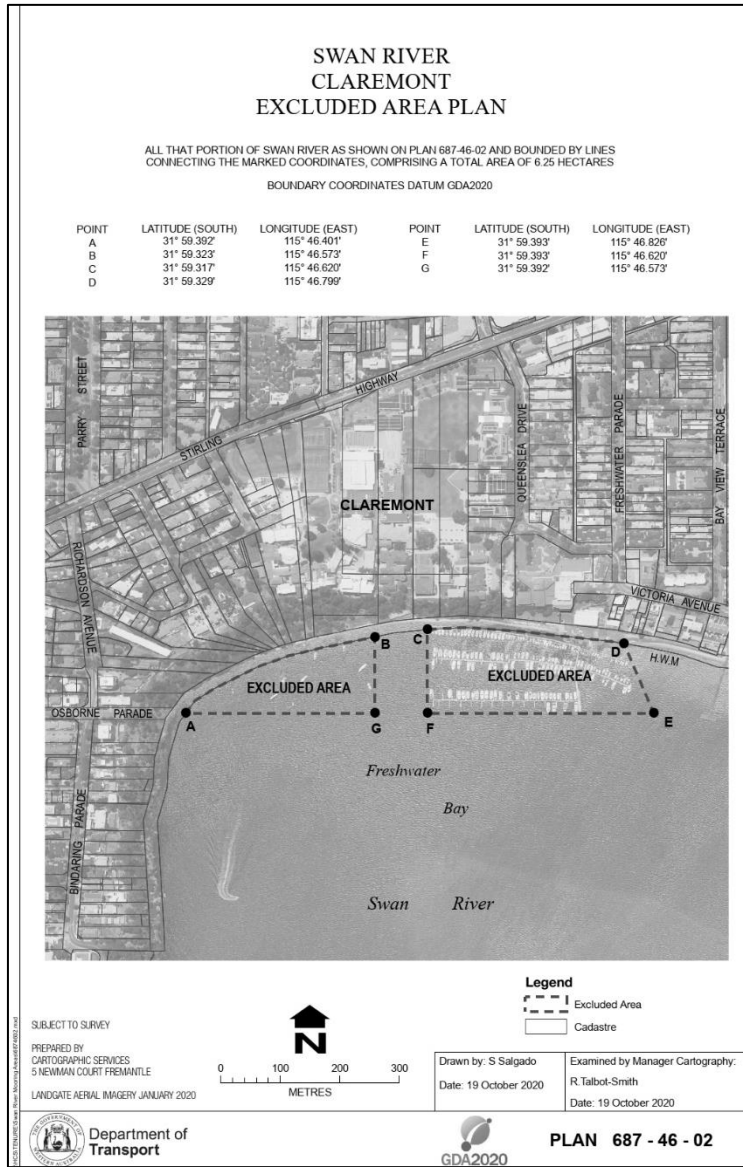 SWAN RIVER
CLAREMONT
EXCLUDED AREA PLAN
ALL THAT PORTION OF SWAN RIVER AS SHOWN ON PLAN 687-46-02 AND BOUNDED BY LINES
CONNECTING THE MARKED COORDINATES, COMPRISING A TOTAL AREA OF 6.25 HECTARES
BOUNDARY COORDINATES DATUM GDA2020
POINT LATITUDE (SOUTH) LONGITUDE (EAST) POINT LATITUDE (SOUTH) LONGITUDE (EAST)
A 31° 59.392' 115° 46.401' E 31° 59.393' 115° 46.826'
B 31° 59.323' 115° 46.573' F 31° 59.393' 115° 46.620'
C 31° 59.317' 115° 46.620' G 31° 59.392' 115° 46.573'
D 31° 59.329' 115° 46.799'
PARRY STREET
STIRLING HIGHWAY
QUEENSLEA DRIVE
FRESHWATER PARADE
BAY VIEW TERRACE
CLAREMONT
RICHARDSON AVENUE
VICTORIA AVENUE
B
C
D
H.W.M
EXCLUDED AREA
EXCLUDED AREA
OSBORNE PARADE
A
G
F
E
Freshwater
Bay
BINDARING PARADE
Swan River
Legend
Excluded Area
Cadastre
SUBJECT TO SURVEY
PREPARED BY
CARTOGRAPHIC SERVICES
5 NEWMAN COURT FREMANTLE
LANDGATE AERIAL IMAGERY JANUARY 2020
N
0 100 200 300
METRES
Drawn by: S Salgado
Date: 19 October 2020
Examined by Manager Cartography:
R.Talbot-Smith
Date: 19 October 2020
Department of
Transport
GDA2020
PLAN 687 - 46 - 02